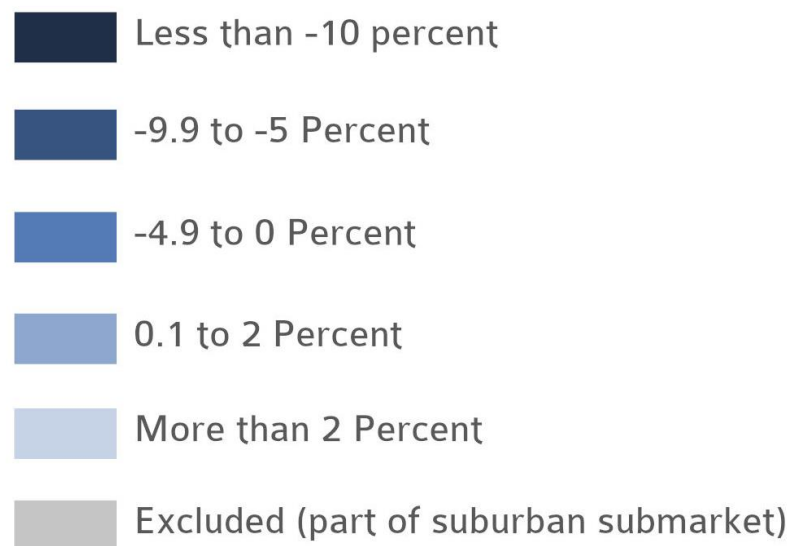 Less than -10 percent
-9.9 to -5 Percent
-4.9 to 0 Percent
0.1 to 2 Percent
More than 2 Percent
Excluded (part of suburban submarket)